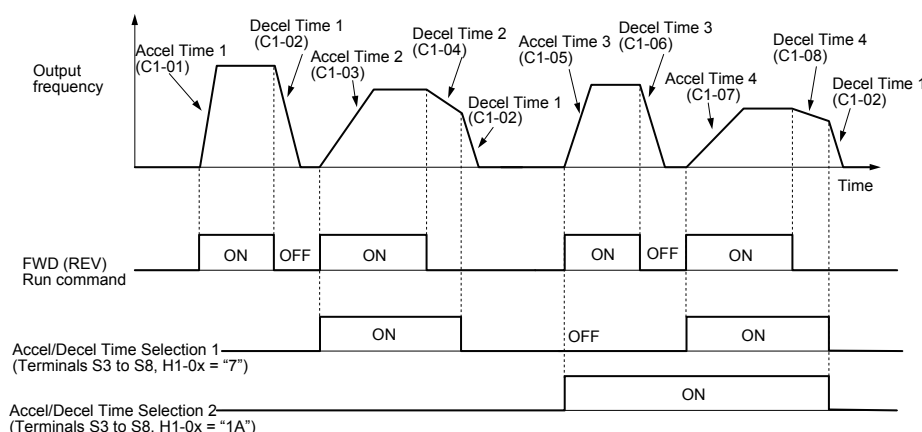 Accel Time 1
(C1-01)
Decel Time 1
(C1-02)
Accel Time 2
(C1-03)
Decel Time 2
(C1-04)
Decel Time 1
(C1-02)
Accel Time 3
(C1-05)
Decel Time 3
(C1-06)
Accel Time 4
(C1-07)
Decel Time 4
(C1-08)
Decel Time 1
(C1-02)
Output
frequency
Time
FWD (REV)
Run command
ON
OFF
ON
ON
OFF
ON
Accel/Decel Time Selection 1
(Terminals S3 to S8, H1-0x = “7”)
ON
OFF
ON
Accel/Decel Time Selection 2
(Terminals S3 to S8, H1-0x = “1A”)
ON